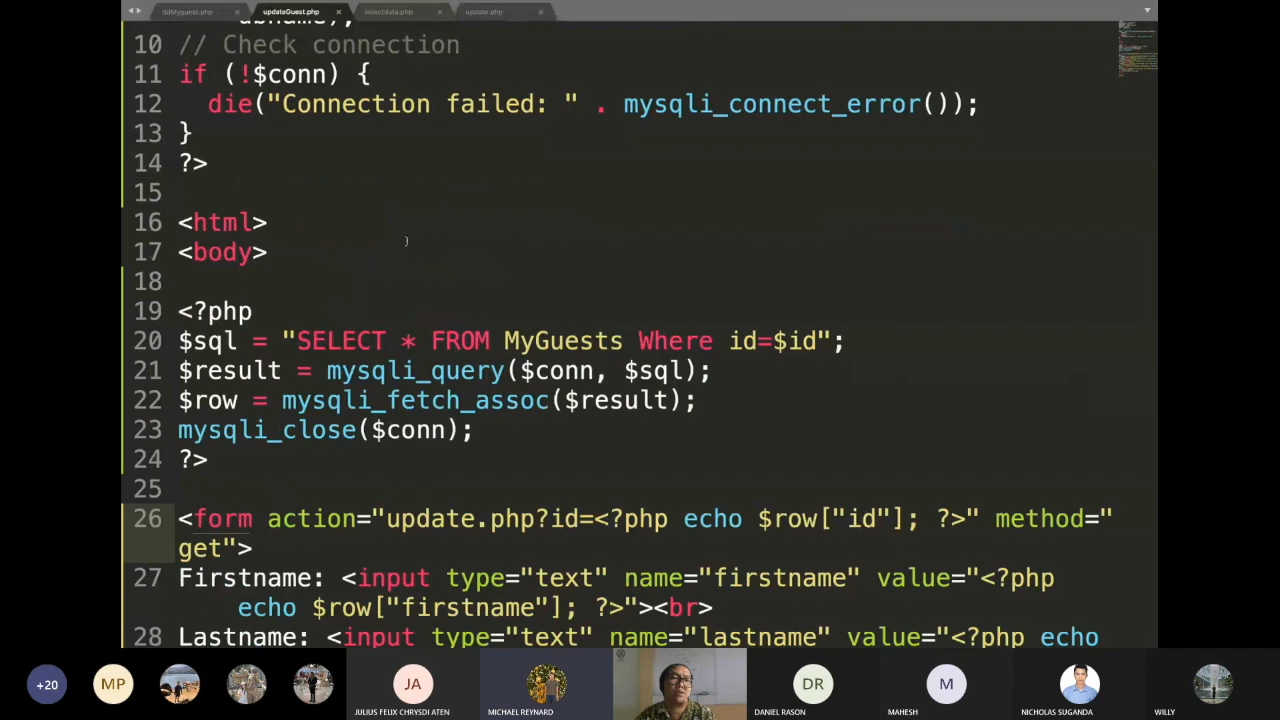 tblMyguest.php × updateGuest.php × selectdata.php × update.php ×
dbname);
10 // Check connection
11 if (!$conn) {
12 die("Connection failed: " . mysqli_connect_error());
13 }
14 ?>
15
16 <html>
17 <body>
18
19 <?php
20 $sql = "SELECT * FROM MyGuests Where id=$id";
21 $result = mysqli_query($conn, $sql);
22 $row = mysqli_fetch_assoc($result);
23 mysqli_close($conn);
24 ?>
25
26 <form action="update.php?id=<?php echo $row["id"]; ?>" method="
get">
27 Firstname: <input type="text" name="firstname" value="<?php
echo $row["firstname"]; ?>"><br>
28 Lastname: <input type="text" name="lastname" value="<?php echo
+20 MP JA DR M
JULIUS FELIX CHRYSDI ATEN MICHAEL REYNARD DANIEL RASON MAHESH NICHOLAS SUGANDA WILLY